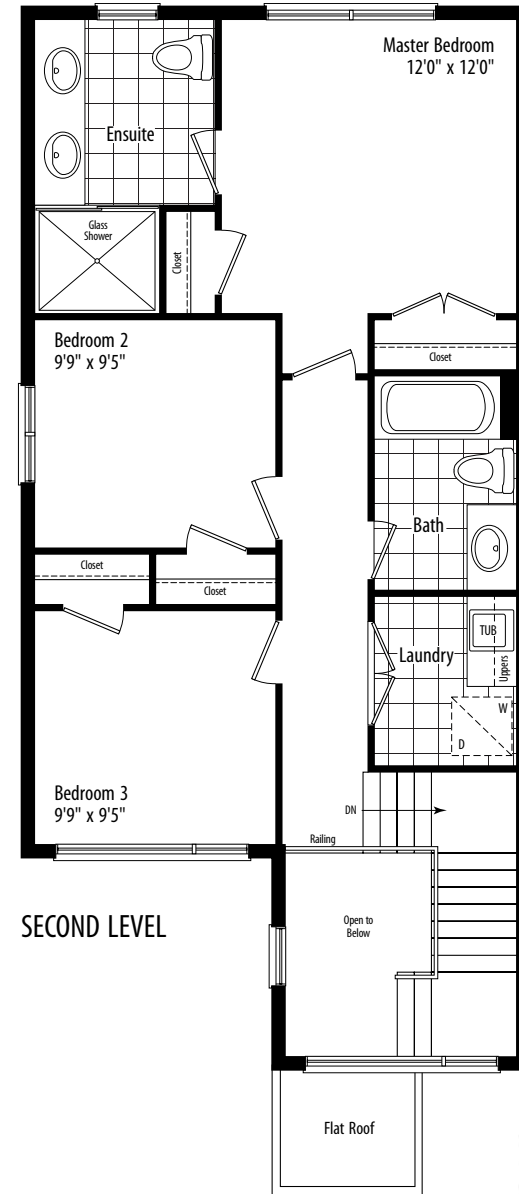 Master Bedroom
12'0" x 12'0"
Ensuite
Glass
Shower
Closet
Bedroom 2
9'9" x 9'5"
Closet
Bath
Closet
Closet
TUB
Laundry
Uppers
W
D
Bedroom 3
9'9" x 9'5"
DN
Railing
SECOND LEVEL
Open to
Below
Flat Roof